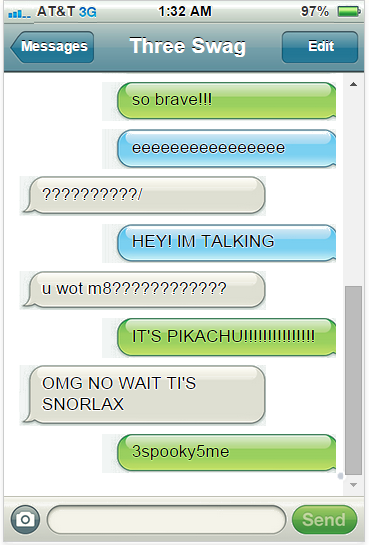 AT&T 3G 1:32 AM 97%
Messages Three Swag Edit
so brave!!!
eeeeeeeeeeeeeeee
??????????/
HEY! IM TALKING
u wot m8?????????????
IT'S PIKACHU!!!!!!!!!!!!!!!
OMG NO WAIT TI'S
SNORLAX
3spooky5me
Send